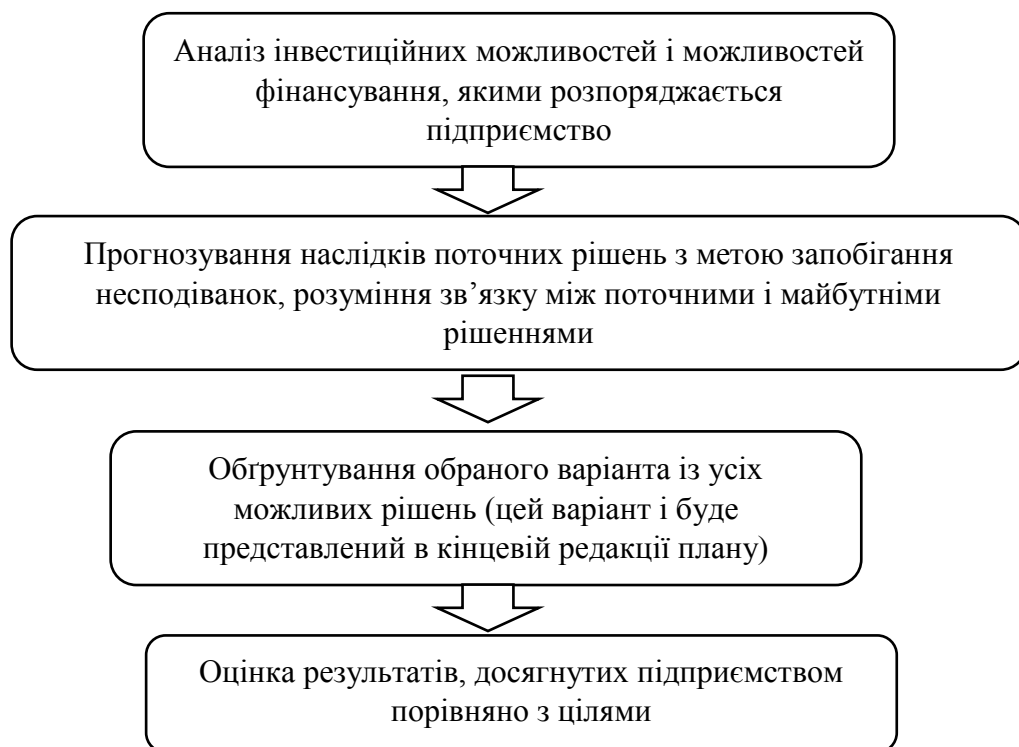 Аналіз інвестиційних можливостей і можливостей
фінансування, якими розпоряджається
підприємство
Прогнозування наслідків поточних рішень з метою запобігання
несподіванок, розуміння зв’язку між поточними і майбутніми
рішеннями
Обґрунтування обраного варіанта із усіх
можливих рішень (цей варіант і буде
представлений в кінцевій редакції плану)
Оцінка результатів, досягнутих підприємством
порівняно з цілями